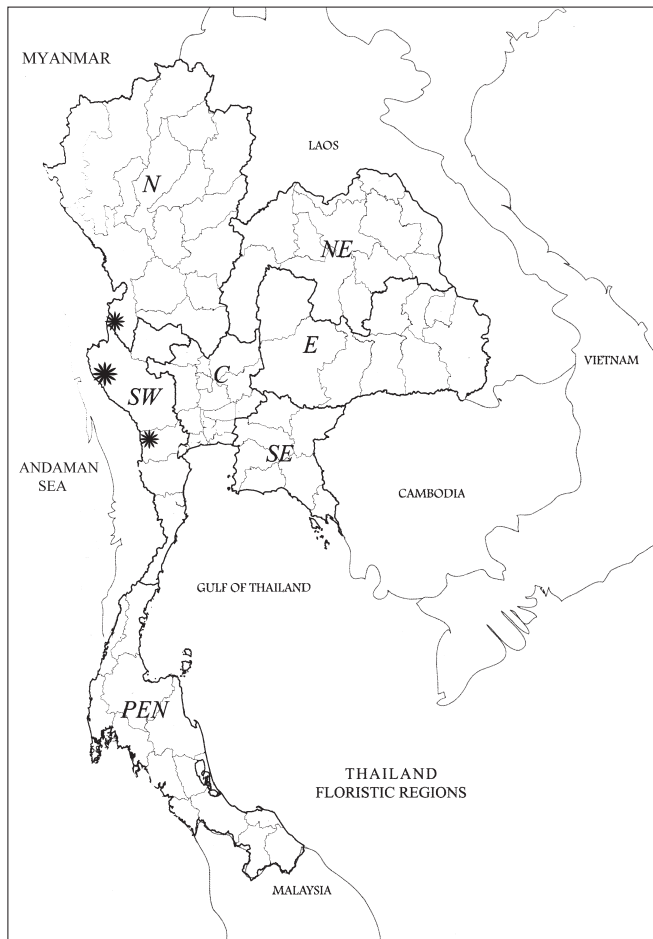 MYANMAR
LAOS
N
NE
E
C
VIETNAM
SW
SE
ANDAMAN
SEA
CAMBODIA
GULF OF THAILAND
PEN
THAILAND
FLORISTIC REGIONS
MALAYSIA